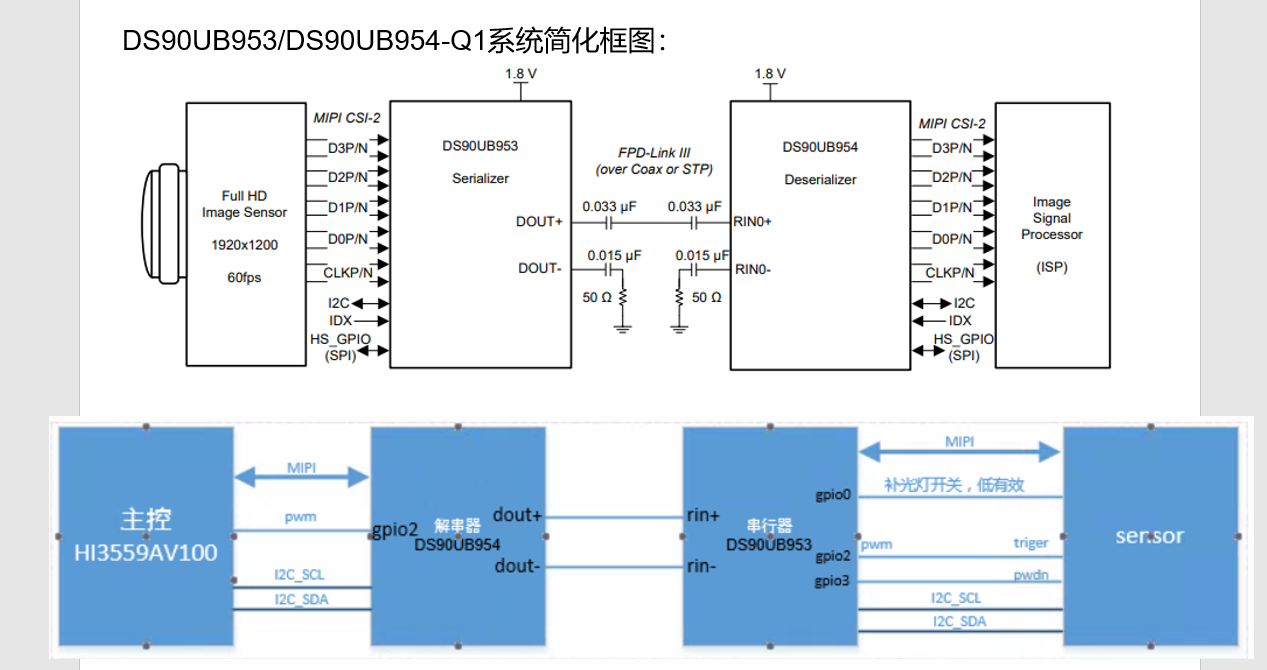 DS90UB953/DS90UB954-Q1系统简化框图：
1.8 V
1.8 V
MIPI CSI-2
D3P/N
D2P/N
D1P/N
D0P/N
CLKP/N
I2C
IDX
HS_GPIO
(SPI)
Full HD
Image Sensor
1920x1200
60fps
DS90UB953
Serializer
DOUT+
DOUT-
FPD-Link III
(over Coax or STP)
0.033 µF
0.033 µF
0.015 µF
0.015 µF
50 Ω
50 Ω
DS90UB954
Deserializer
RIN0+
RIN0-
MIPI CSI-2
D3P/N
D2P/N
D1P/N
D0P/N
CLKP/N
I2C
IDX
HS_GPIO
(SPI)
Image
Signal
Processor
(ISP)
主控
HI3559AV100
MIPI
pwm
I2C_SCL
I2C_SDA
gpio2
解串器
DS90UB954
dout+
dout-
rin+
rin-
串行器
DS90UB953
gpio0
gpio2
gpio3
MIPI
补光灯开关，低有效
pwm
triger
pwdn
I2C_SCL
I2C_SDA
sensor